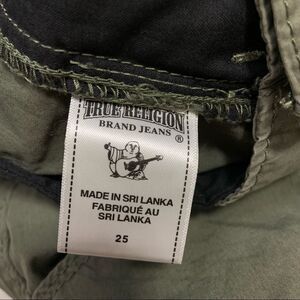 TRUE RELIGION
BRAND JEANS ®
MADE IN SRI LANKA
FABRIQUÉ AU
SRI LANKA
25